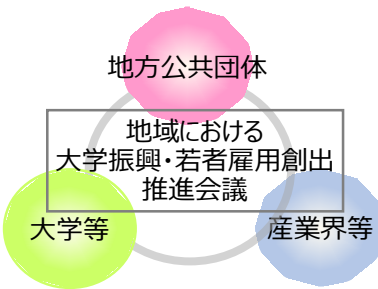 地方公共団体
地域における
大学振興・若者雇用創出
推進会議
大学等
産業界等